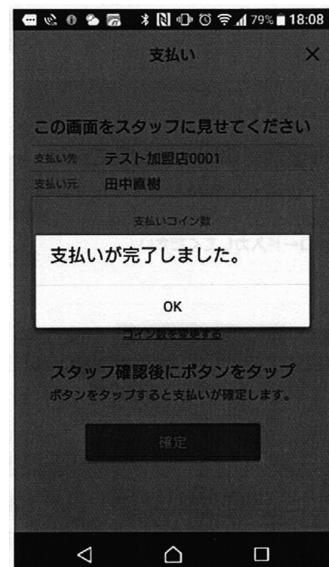 79% 18:08
支払い
この画面をスタッフに見せてください
支払い先 テスト加盟店0001
支払い元 田中直樹
支払いコイン数
支払いが完了しました。
OK
コイン数を変更する
スタッフ確認後にボタンをタップ
ボタンをタップすると支払いが確定します。
確定